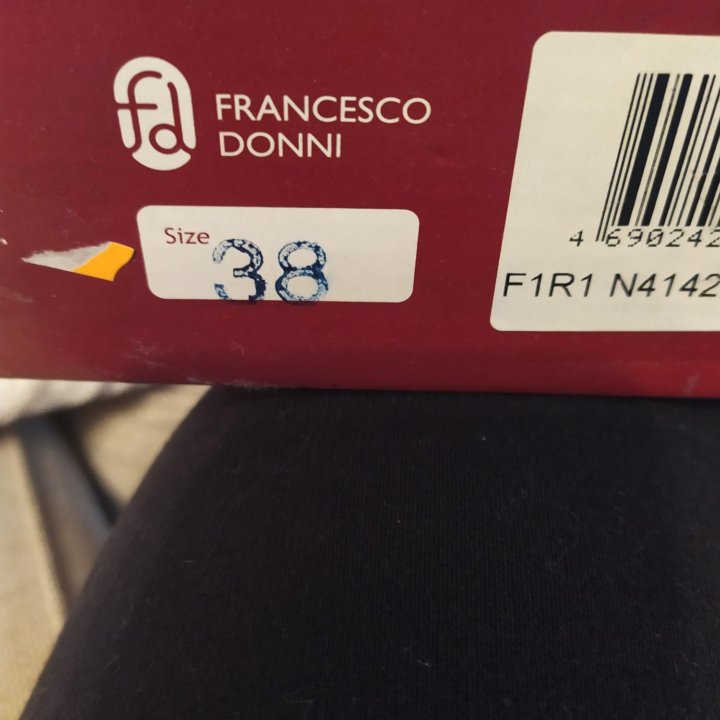 fd
FRANCESCO
DONNI
Size
38
4 690242
F1R1 N4142